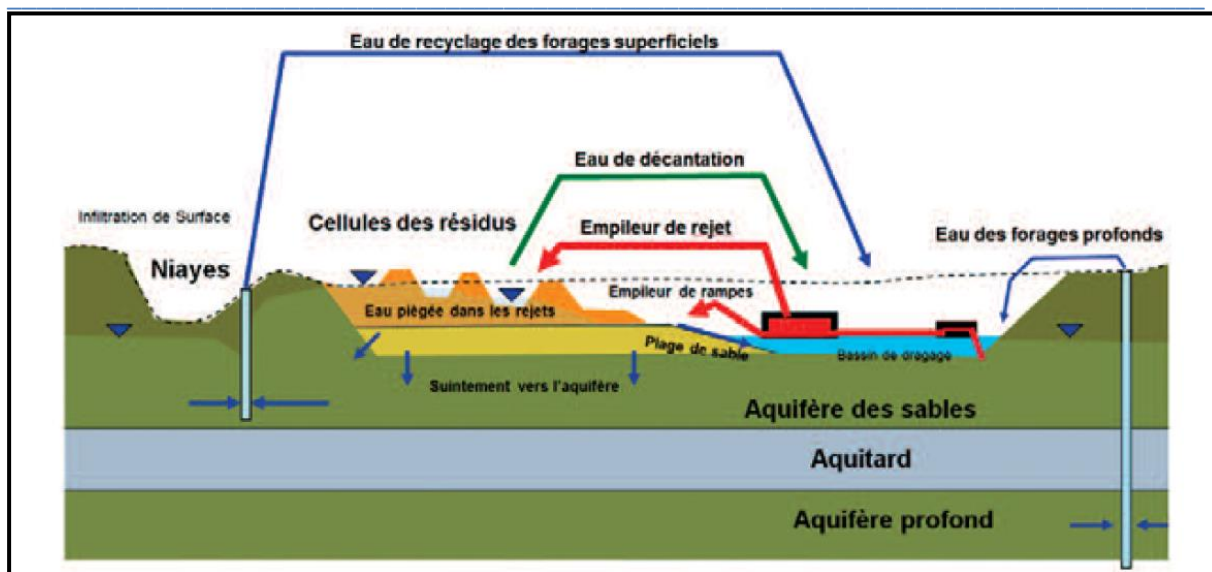 Eau de recyclage des forages superficiels
Eau de décantation
Infiltration de Surface
Cellules des résidus
Empileur de rejet
Eau des forages profonds
Niayes
Empileur de rampes
Eau piégée dans les rejets
Plage de sable
Bassin de dragage
Suintement vers l'aquifère
Aquifère des sables
Aquitard
Aquifère profond